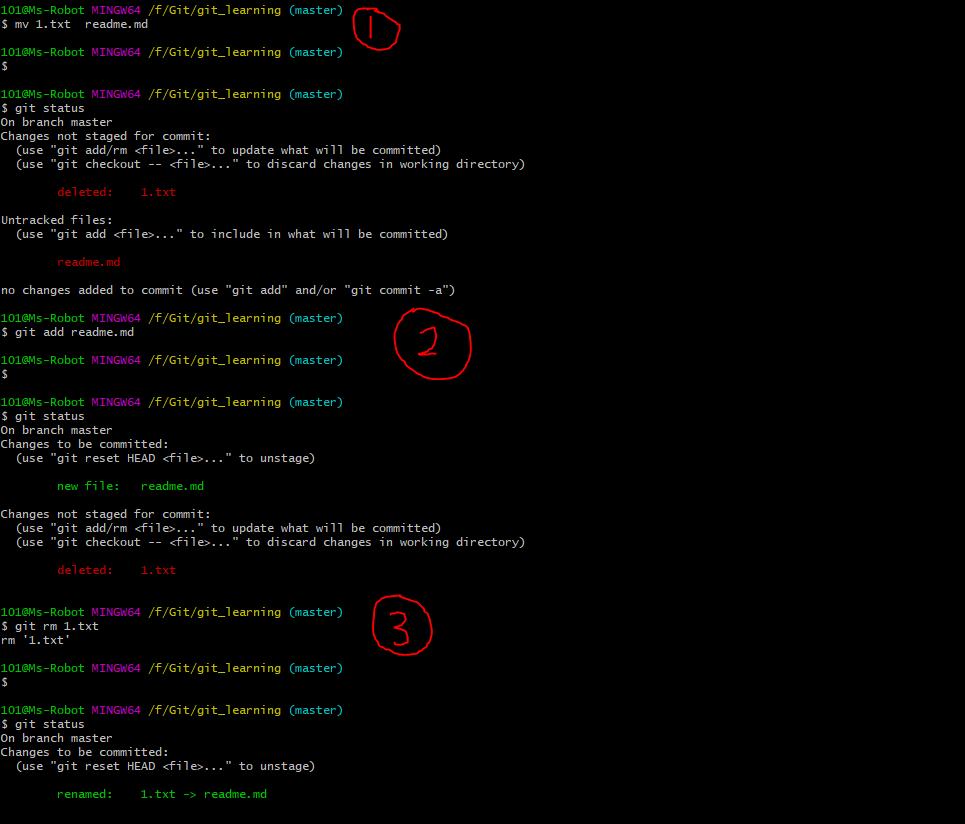 101@Ms-Robot MINGW64 /f/Git/git_learning (master)
$ mv 1.txt  readme.md
1
101@Ms-Robot MINGW64 /f/Git/git_learning (master)
$
101@Ms-Robot MINGW64 /f/Git/git_learning (master)
$ git status
On branch master
Changes not staged for commit:
  (use "git add/rm <file>..." to update what will be committed)
  (use "git checkout -- <file>..." to discard changes in working directory)
        deleted:    1.txt
Untracked files:
  (use "git add <file>..." to include in what will be committed)
        readme.md
no changes added to commit (use "git add" and/or "git commit -a")
101@Ms-Robot MINGW64 /f/Git/git_learning (master)
$ git add readme.md
2
101@Ms-Robot MINGW64 /f/Git/git_learning (master)
$
101@Ms-Robot MINGW64 /f/Git/git_learning (master)
$ git status
On branch master
Changes to be committed:
  (use "git reset HEAD <file>..." to unstage)
        new file:   readme.md
Changes not staged for commit:
  (use "git add/rm <file>..." to update what will be committed)
  (use "git checkout -- <file>..." to discard changes in working directory)
        deleted:    1.txt
101@Ms-Robot MINGW64 /f/Git/git_learning (master)
$ git rm 1.txt
3
rm '1.txt'
101@Ms-Robot MINGW64 /f/Git/git_learning (master)
$
101@Ms-Robot MINGW64 /f/Git/git_learning (master)
$ git status
On branch master
Changes to be committed:
  (use "git reset HEAD <file>..." to unstage)
        renamed:    1.txt -> readme.md